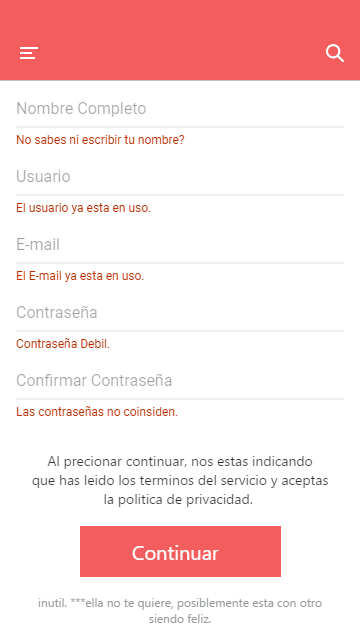 Nombre Completo
No sabes ni escribir tu nombre?
Usuario
El usuario ya esta en uso.
E-mail
El E-mail ya esta en uso.
Contraseña
Contraseña Debil.
Confirmar Contraseña
Las contraseñas no coinsiden.
Al precionar continuar, nos estas indicando
que has leido los terminos del servicio y aceptas
la politica de privacidad.
Continuar
inutil. ***ella no te quiere, posiblemente esta con otro
siendo feliz.